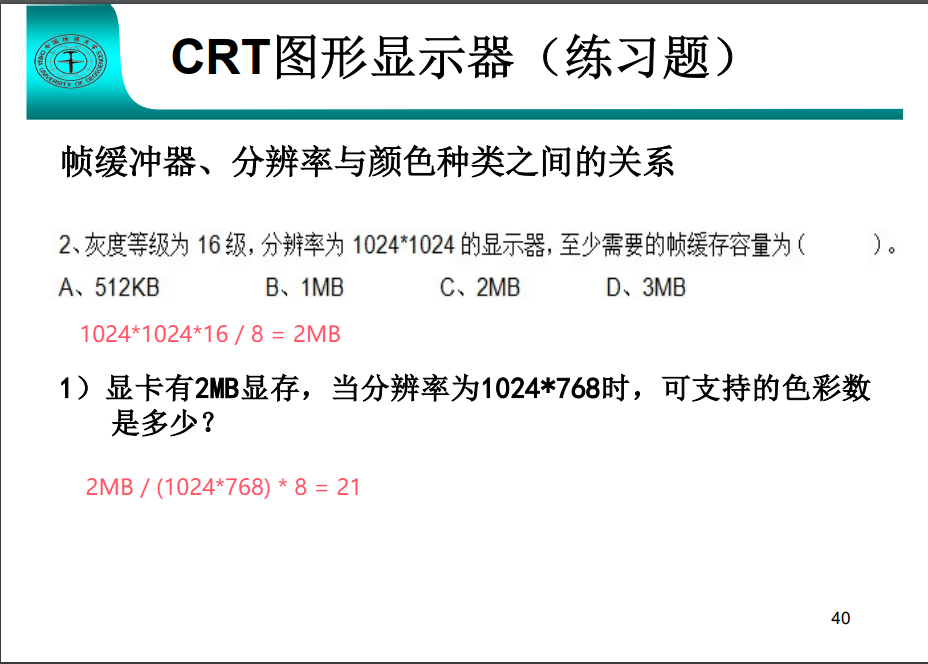 CRT图形显示器（练习题）
帧缓冲器、分辨率与颜色种类之间的关系
2、灰度等级为 16 级，分辨率为 1024*1024 的显示器，至少需要的帧缓存容量为（ ）。
A、512KB B、1MB C、2MB D、3MB
1024*1024*16 / 8 = 2MB
1）显卡有2MB显存，当分辨率为1024*768时，可支持的色彩数
是多少？
2MB / (1024*768) * 8 = 21
40